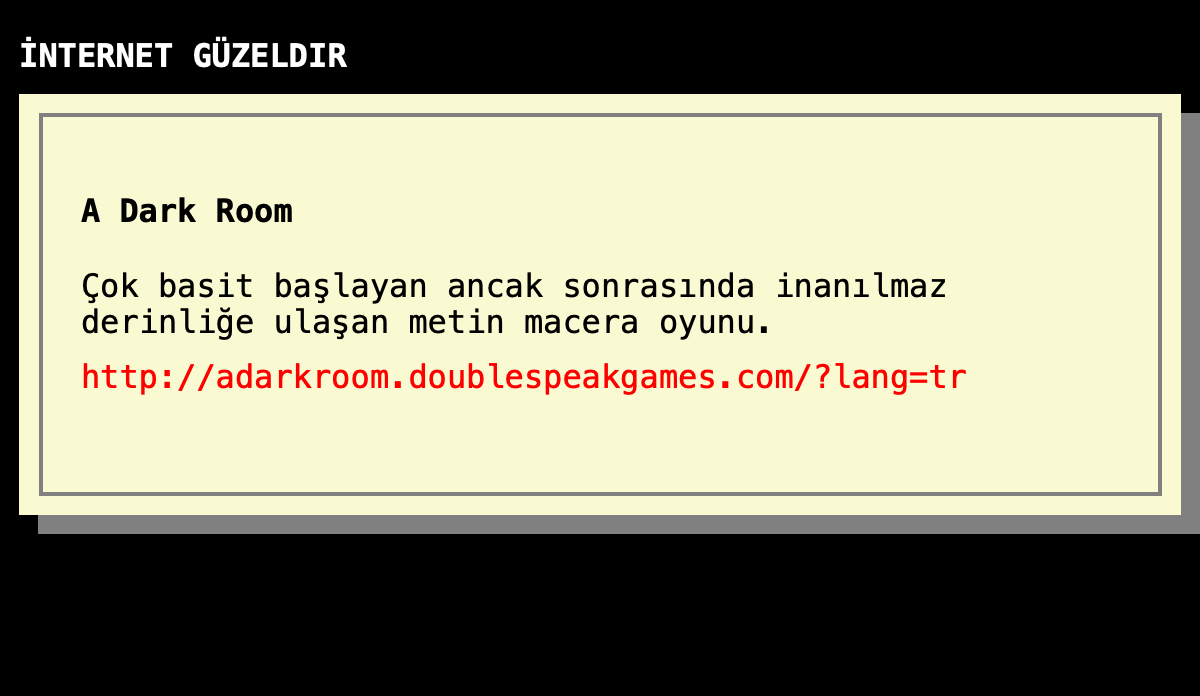 İNTERNET GÜZELDIR
A Dark Room
Çok basit başlayan ancak sonrasında inanılmaz
derinliğe ulaşan metin macera oyunu.
http://adarkroom.doublespeakgames.com/?lang=tr